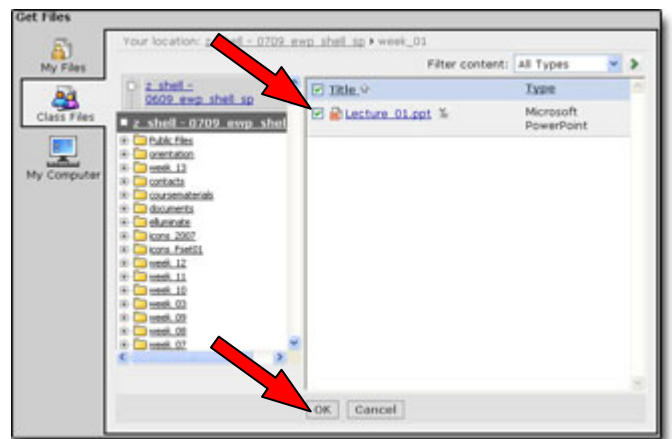 Get Files
Your location: z_shell - 0709_ewp_shell_sp › week_01
My Files
Filter content: All Types
Class Files
z_shell -
0609_ewp_shell_sp
z_shell - 0709_ewp_shel
My Computer
Public Files
orientation
week_13
contacts
coursematerials
documents
elluminate
icons_2007
icons_Fset01
week_12
week_11
week_10
week_03
week_09
week_08
week_07
Title Type
Lecture_01.ppt Microsoft
PowerPoint
OK Cancel